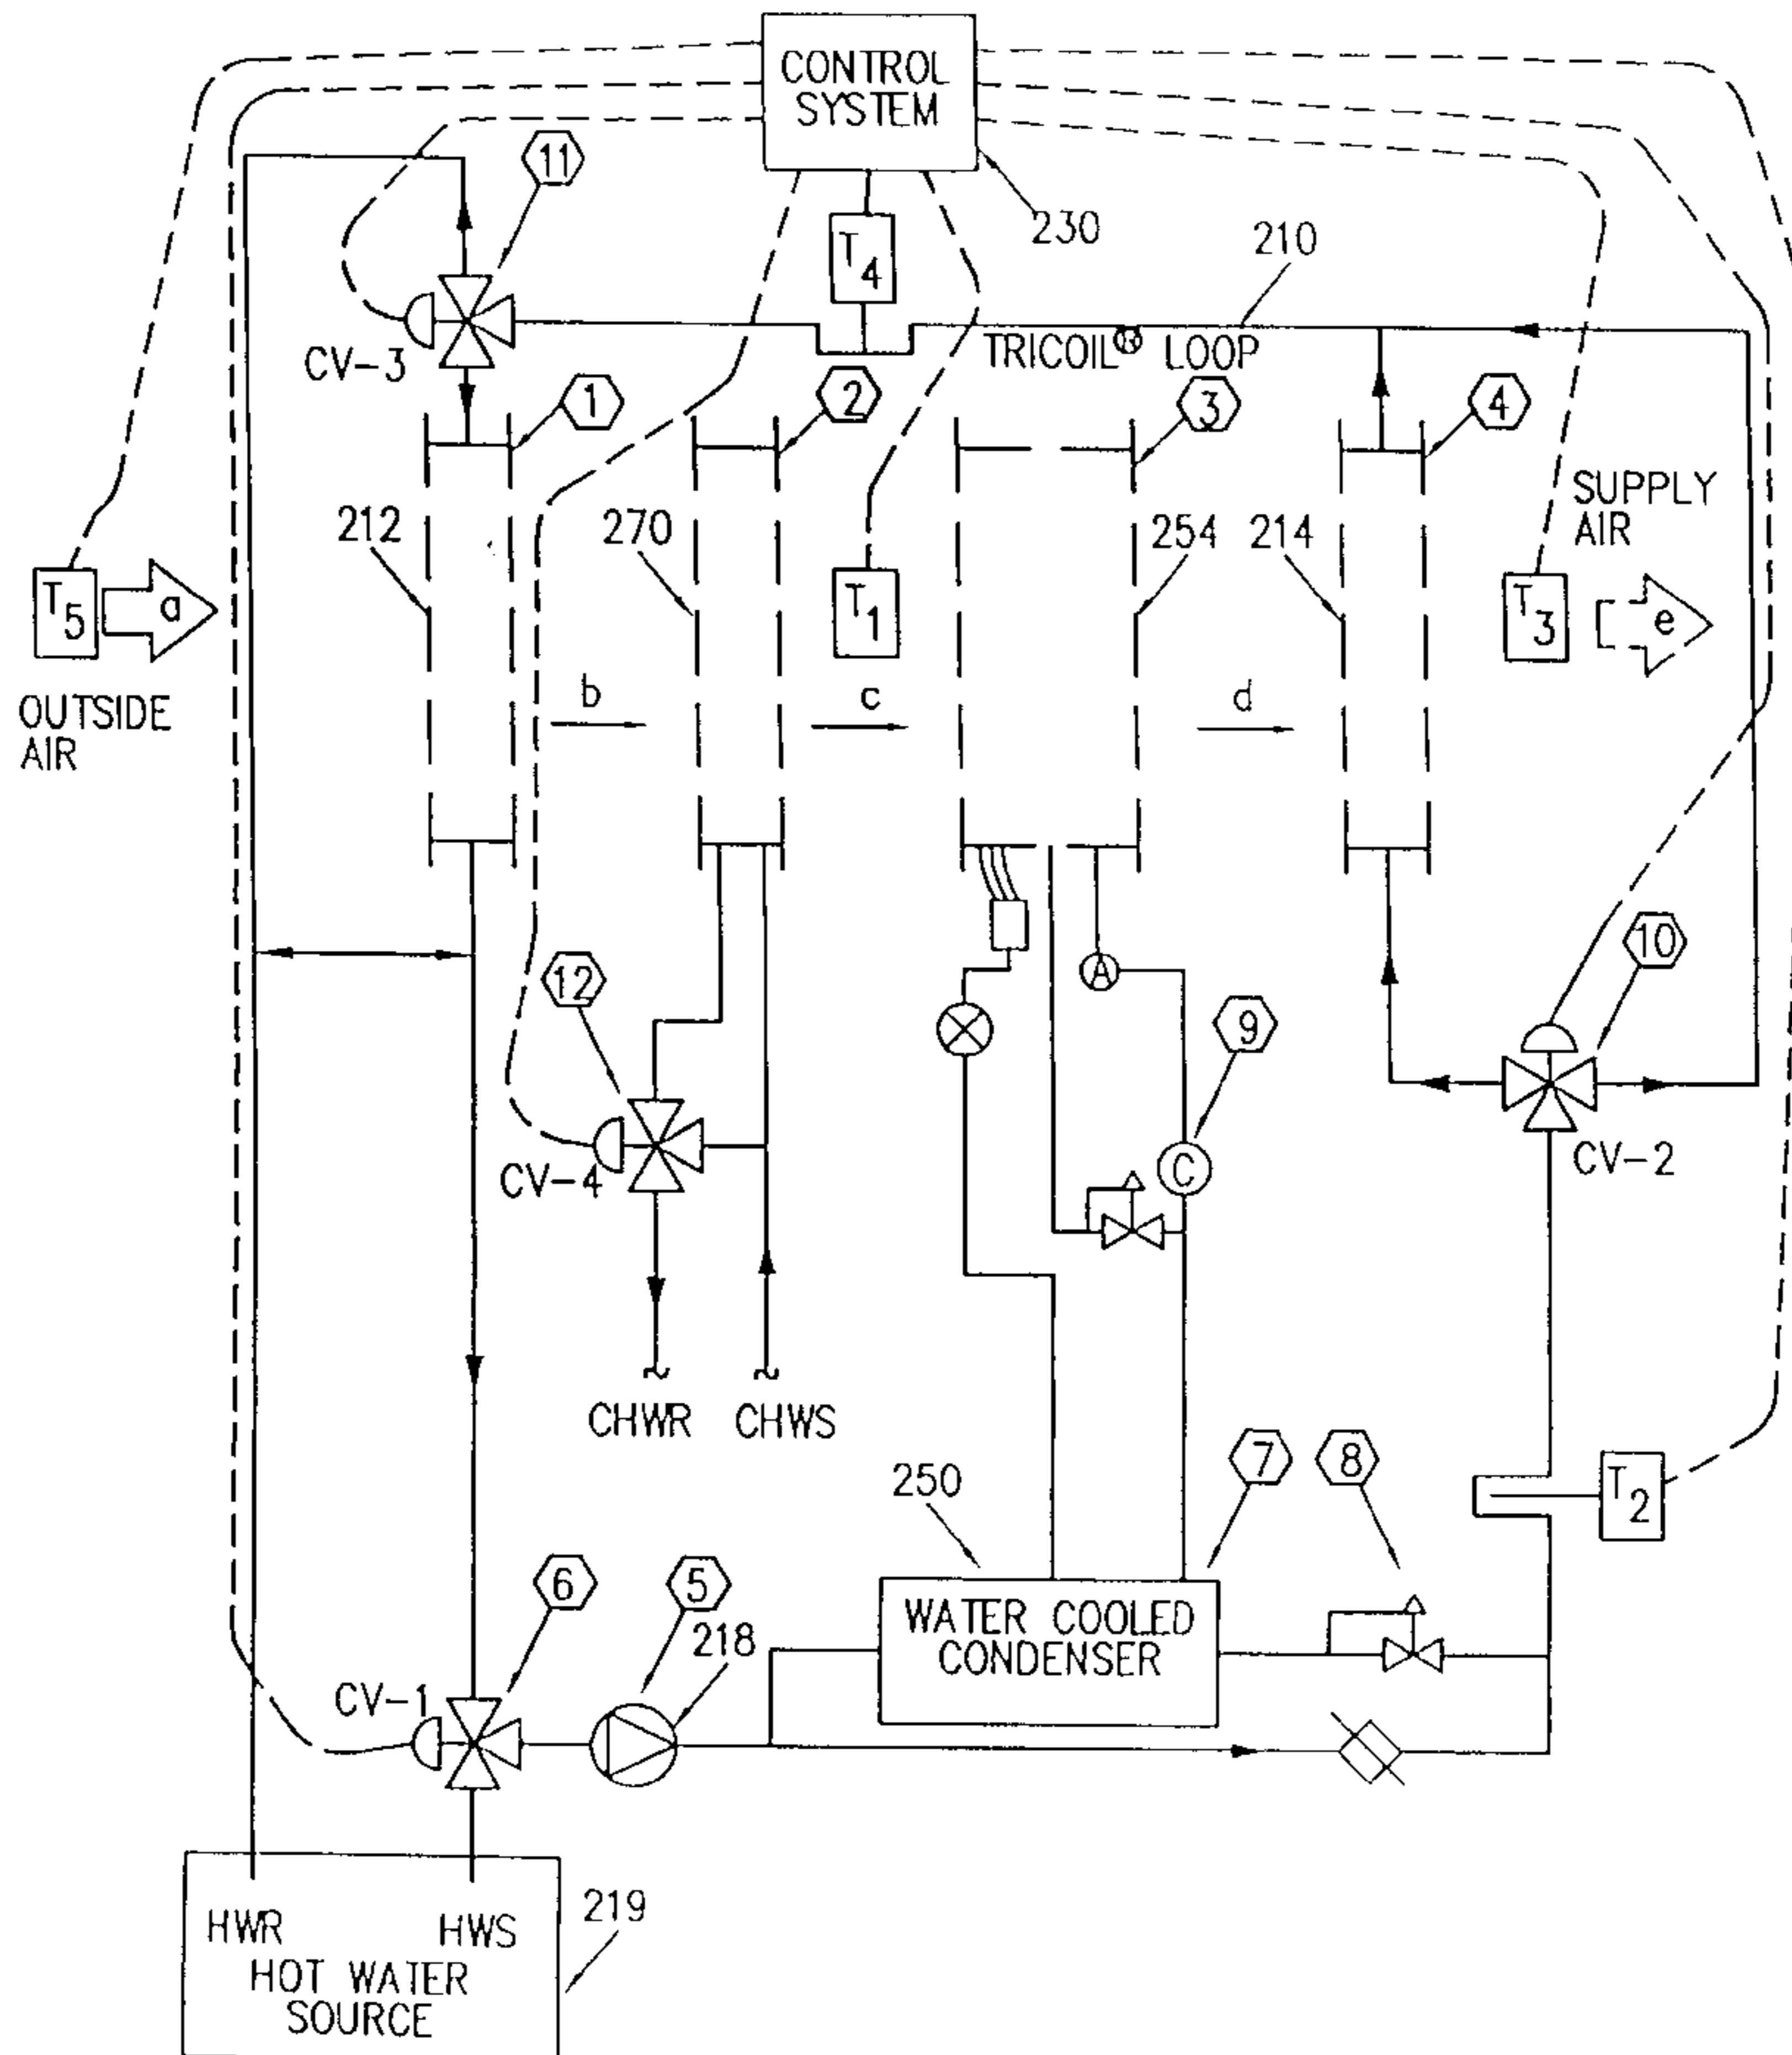 CONTROL
SYSTEM
11
230
T4
210
CV-3
TRICOIL LOOP
1
2
3
4
212
270
254
214
SUPPLY
AIR
T5
a
T1
T3
e
OUTSIDE
AIR
b
c
d
12
A
10
9
CV-4
C
CV-2
CHWR
CHWS
250
7
8
T2
6
5
218
WATER COOLED
CONDENSER
CV-1
HWR
HWS
219
HOT WATER
SOURCE